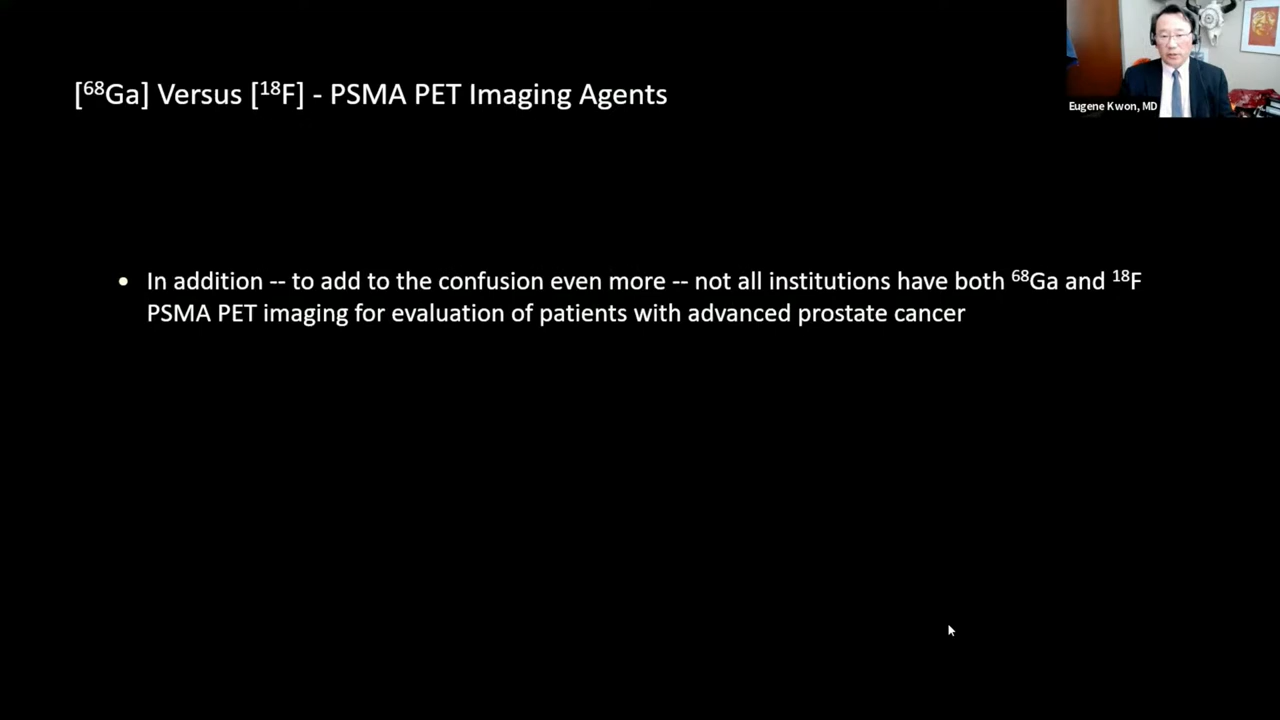 [⁶⁸Ga] Versus [¹⁸F] - PSMA PET Imaging Agents
Eugene Kwon, MD
• In addition -- to add to the confusion even more -- not all institutions have both ⁶⁸Ga and ¹⁸F
PSMA PET imaging for evaluation of patients with advanced prostate cancer